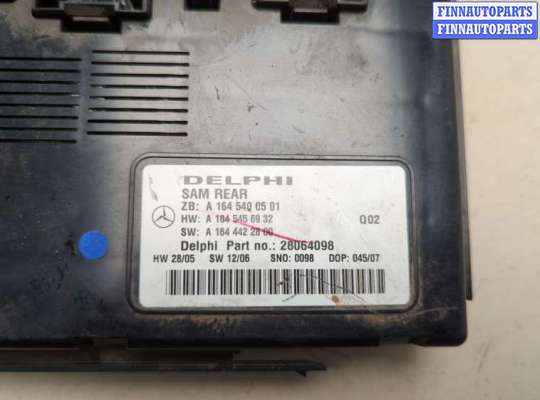 FINNAUTOPARTS
FINNAUTOPARTS
DELPHI
SAM REAR
ZB: A 164 540 05 01
HW: A 164 545 69 32 Q02
SW: A 164 442 28 00
Delphi Part no.: 28064098
HW 28/05 SW 12/06 SNO: 0098 DOP: 045/07